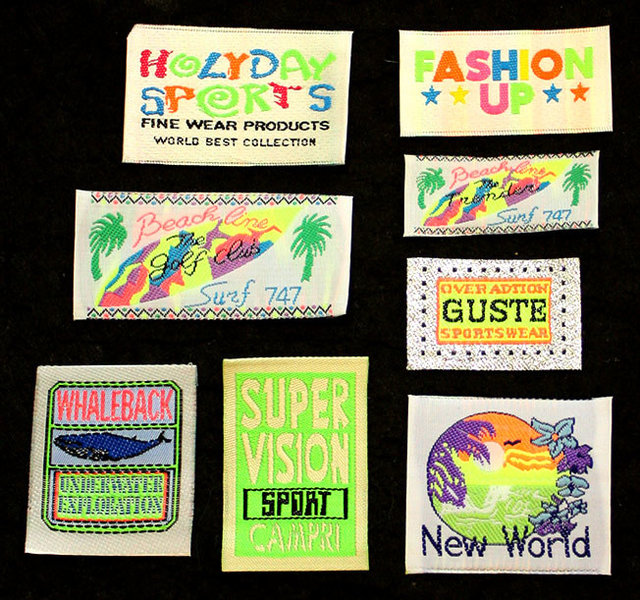 HOLYDAY
SPORTS
FINE WEAR PRODUCTS
WORLD BEST COLLECTION
FASHION
UP
Beach line
The
Golf Club
Surf 747
Beach line
The
Trender
Surf 747
OVER ADTION
GUSTE
SPORTSWEAR
WHALEBACK
UNDERWATER
EXPLORATION
SUPER
VISION
SPORT
CAMPRI
New World